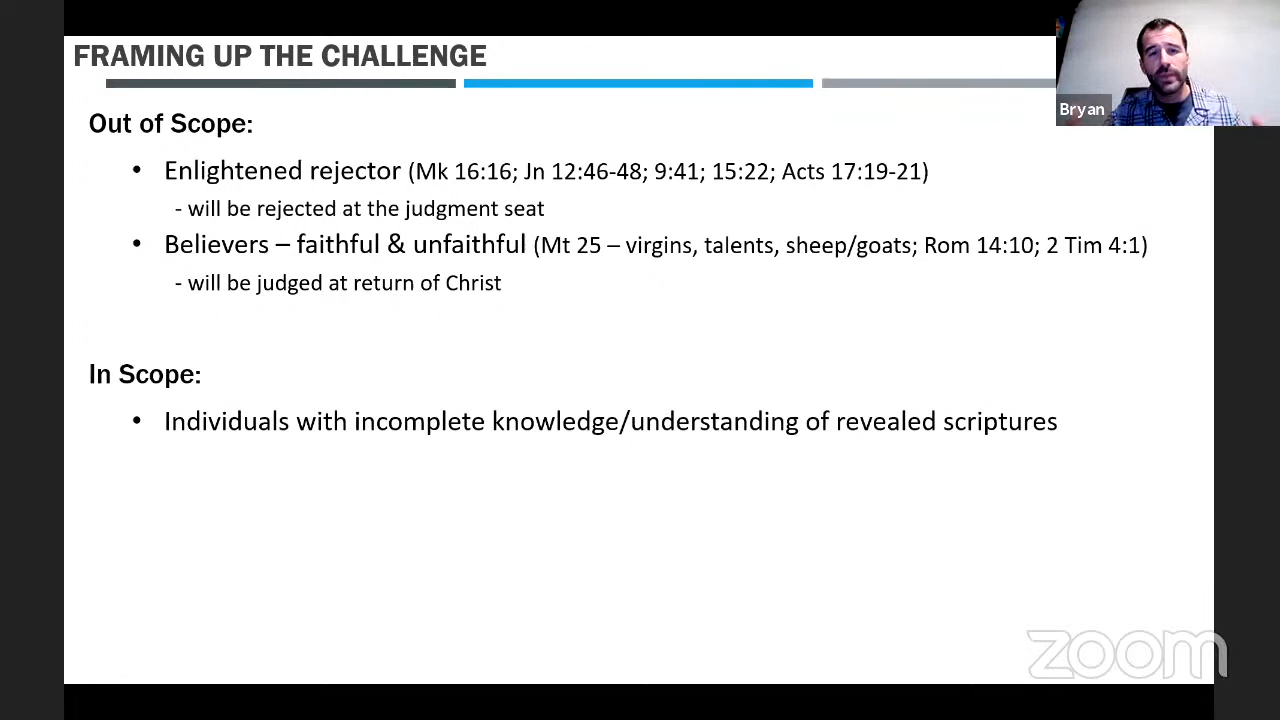 FRAMING UP THE CHALLENGE
Bryan
Out of Scope:
• Enlightened rejector (Mk 16:16; Jn 12:46-48; 9:41; 15:22; Acts 17:19-21)
- will be rejected at the judgment seat
• Believers – faithful & unfaithful (Mt 25 – virgins, talents, sheep/goats; Rom 14:10; 2 Tim 4:1)
- will be judged at return of Christ
In Scope:
• Individuals with incomplete knowledge/understanding of revealed scriptures
zoom